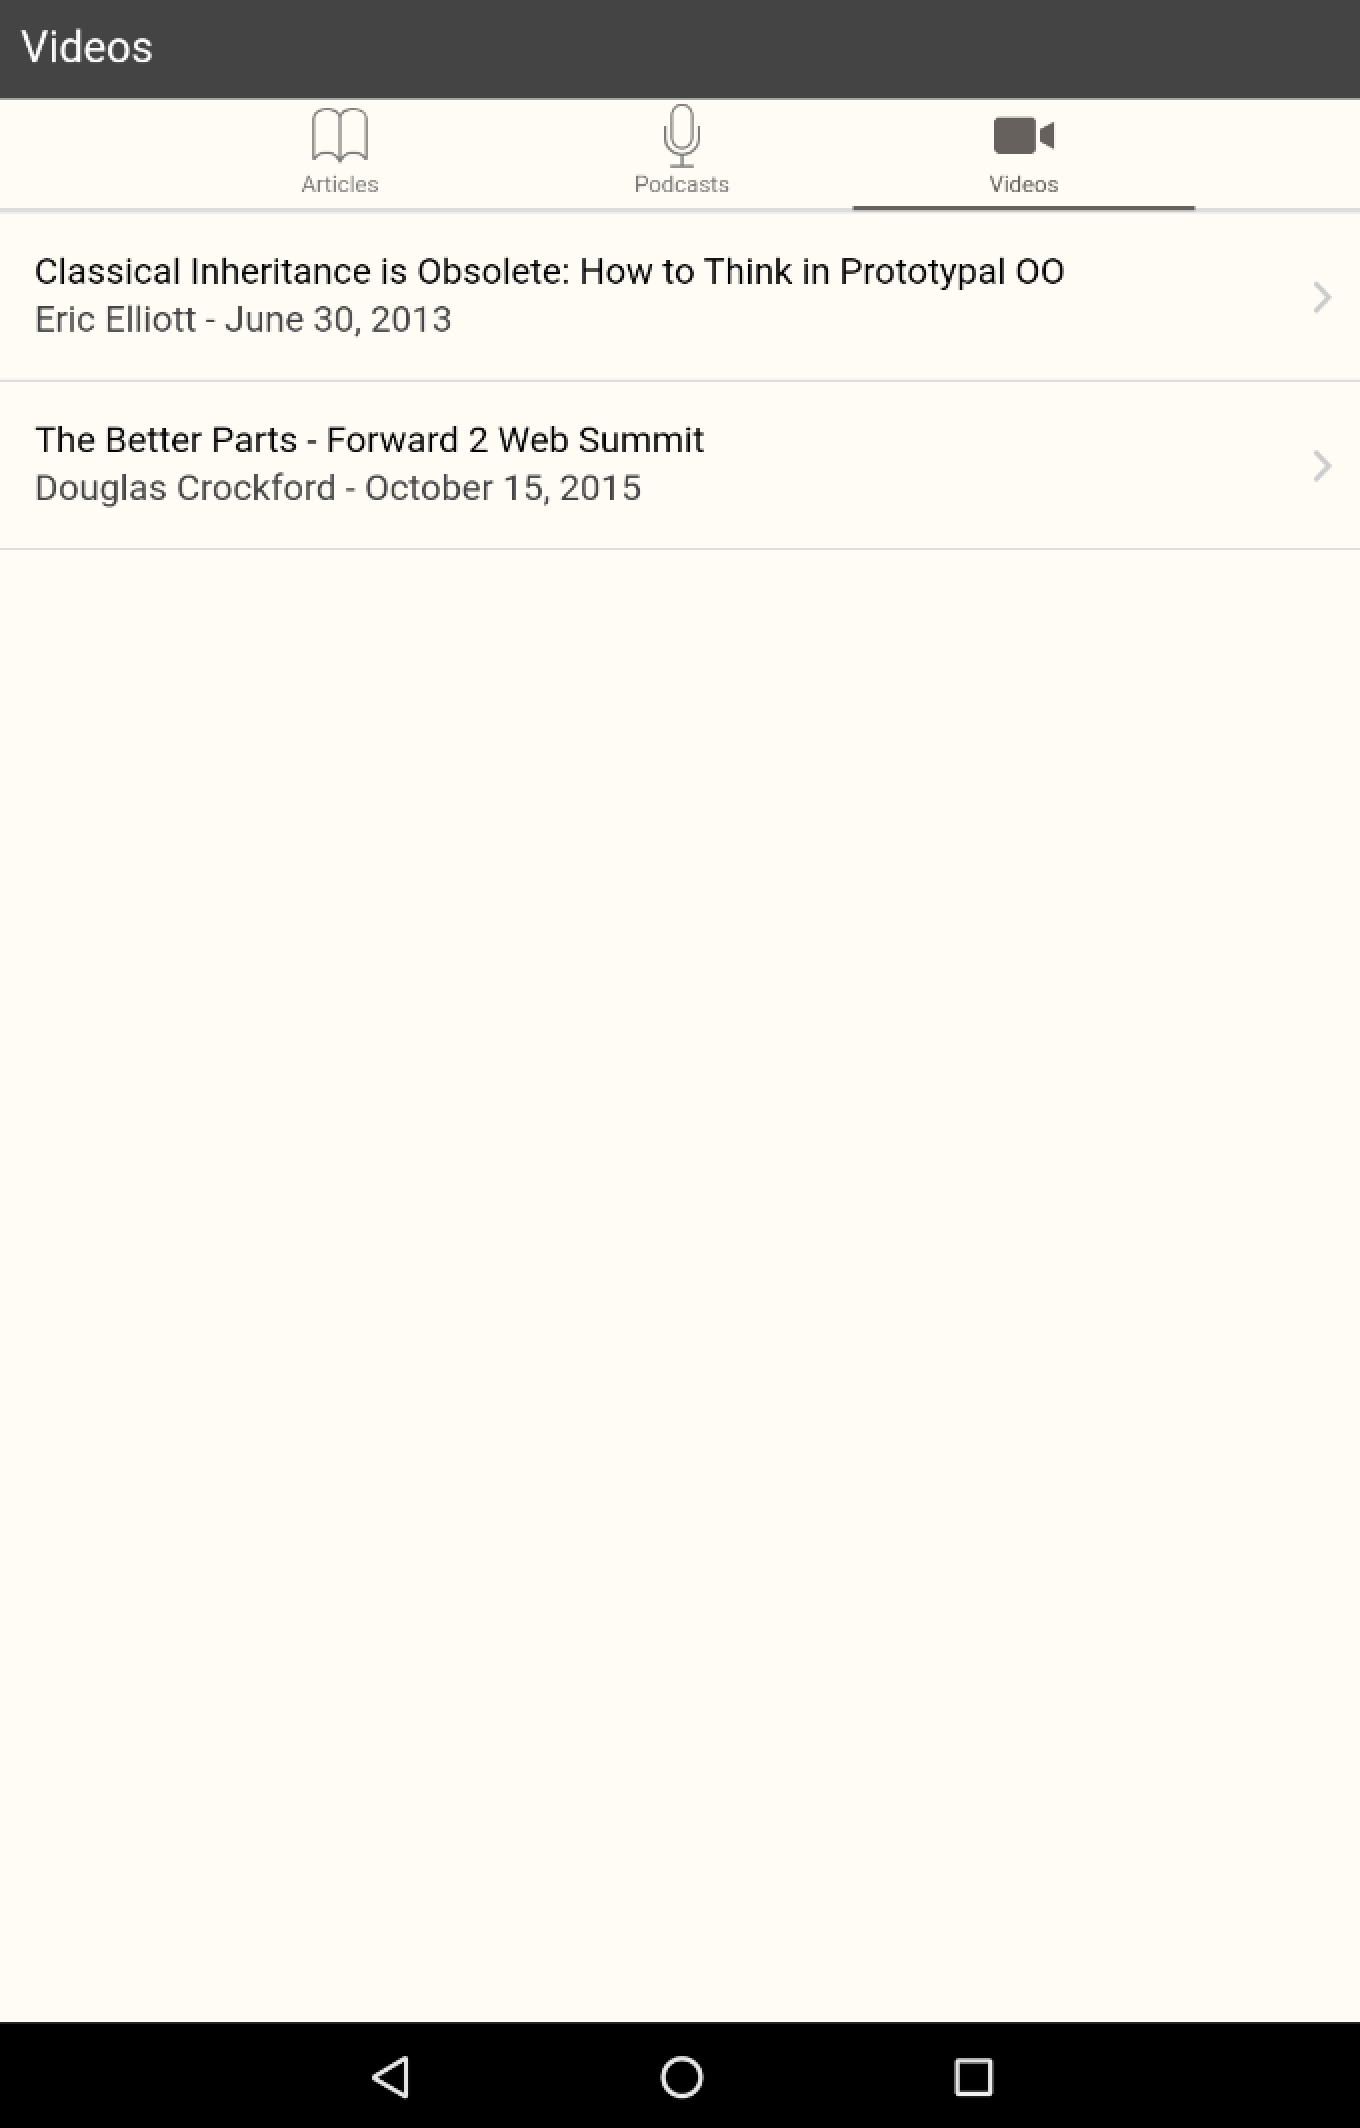 Videos
Articles
Podcasts
Videos
Classical Inheritance is Obsolete: How to Think in Prototypal OO
Eric Elliott - June 30, 2013
The Better Parts - Forward 2 Web Summit
Douglas Crockford - October 15, 2015